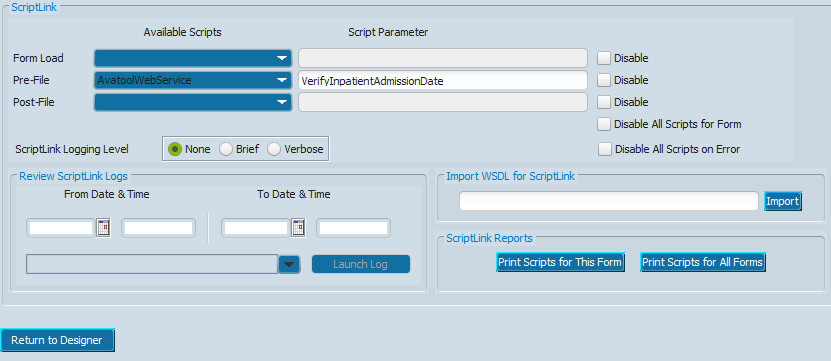 ScriptLink
Available Scripts Script Parameter
Form Load Disable
Pre-File AvatoolWebService VerifyInpatientAdmissionDate Disable
Post-File Disable
Disable All Scripts for Form
ScriptLink Logging Level None Brief Verbose Disable All Scripts on Error
Review ScriptLink Logs
From Date & Time To Date & Time
Launch Log
Import WSDL for ScriptLink
Import
ScriptLink Reports
Print Scripts for This Form Print Scripts for All Forms
Return to Designer